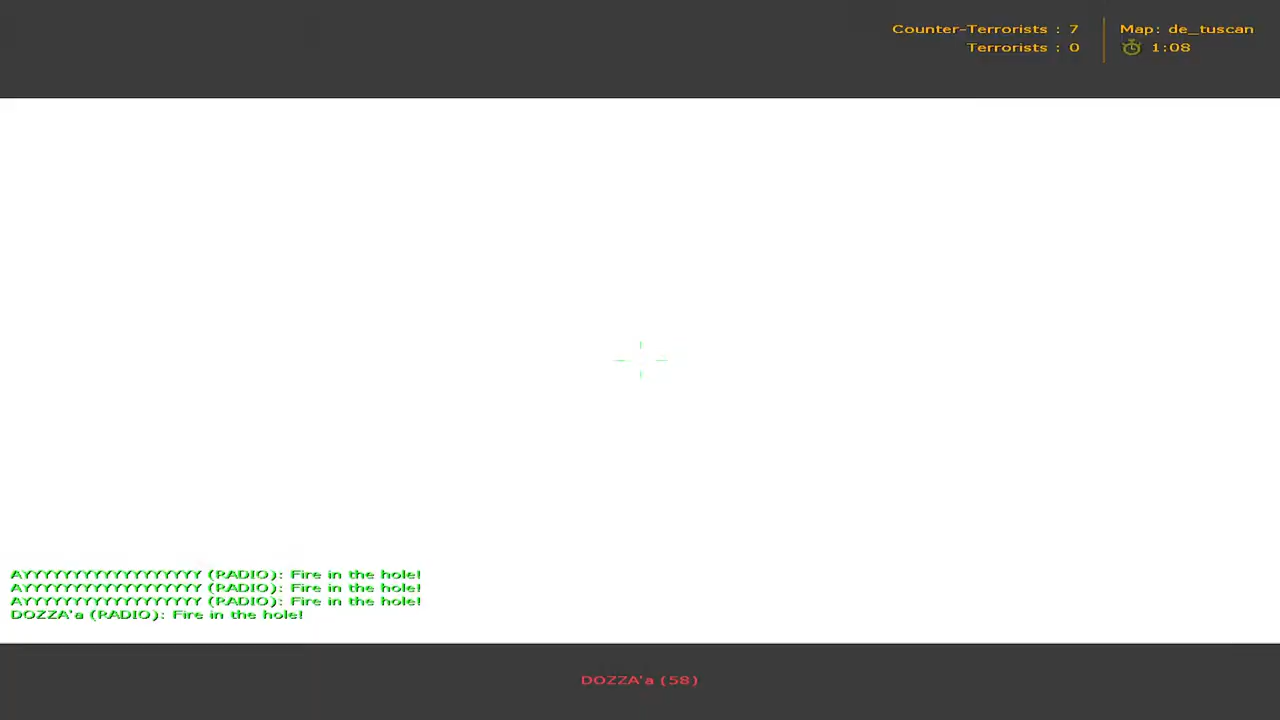 Counter-Terrorists : 7
Terrorists : 0
Map: de_tuscan
1:08
AYYYYYYYYYYYYYYYYYY (RADIO): Fire in the hole!
AYYYYYYYYYYYYYYYYYY (RADIO): Fire in the hole!
AYYYYYYYYYYYYYYYYYY (RADIO): Fire in the hole!
DOZZA'a (RADIO): Fire in the hole!
DOZZA'a (58)